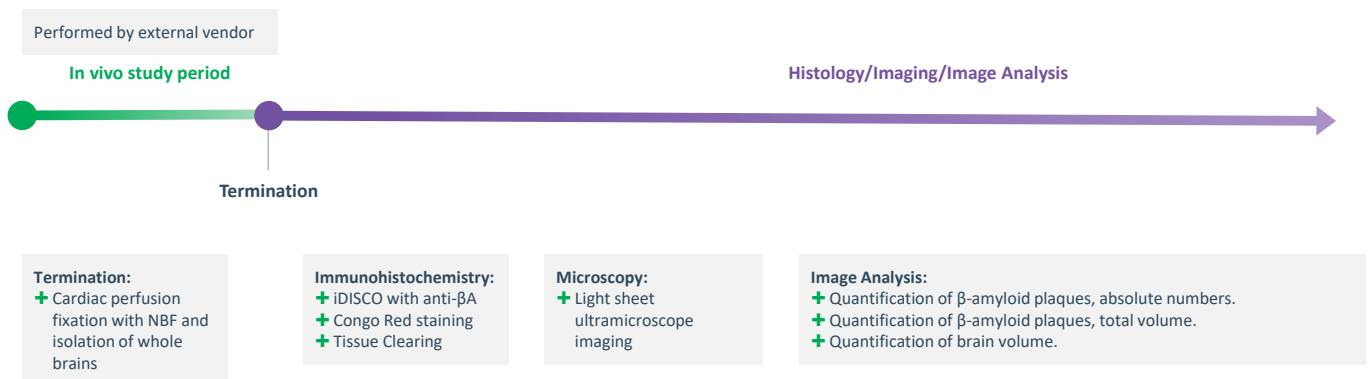 Performed by external vendor
In vivo study period
Histology/Imaging/Image Analysis
Termination
Termination:
Cardiac perfusion
fixation with NBF and
isolation of whole
brains
Immunohistochemistry:
iDISCO with anti-βA
Congo Red staining
Tissue Clearing
Microscopy:
Light sheet
ultramicroscope
imaging
Image Analysis:
Quantification of β-amyloid plaques, absolute numbers.
Quantification of β-amyloid plaques, total volume.
Quantification of brain volume.